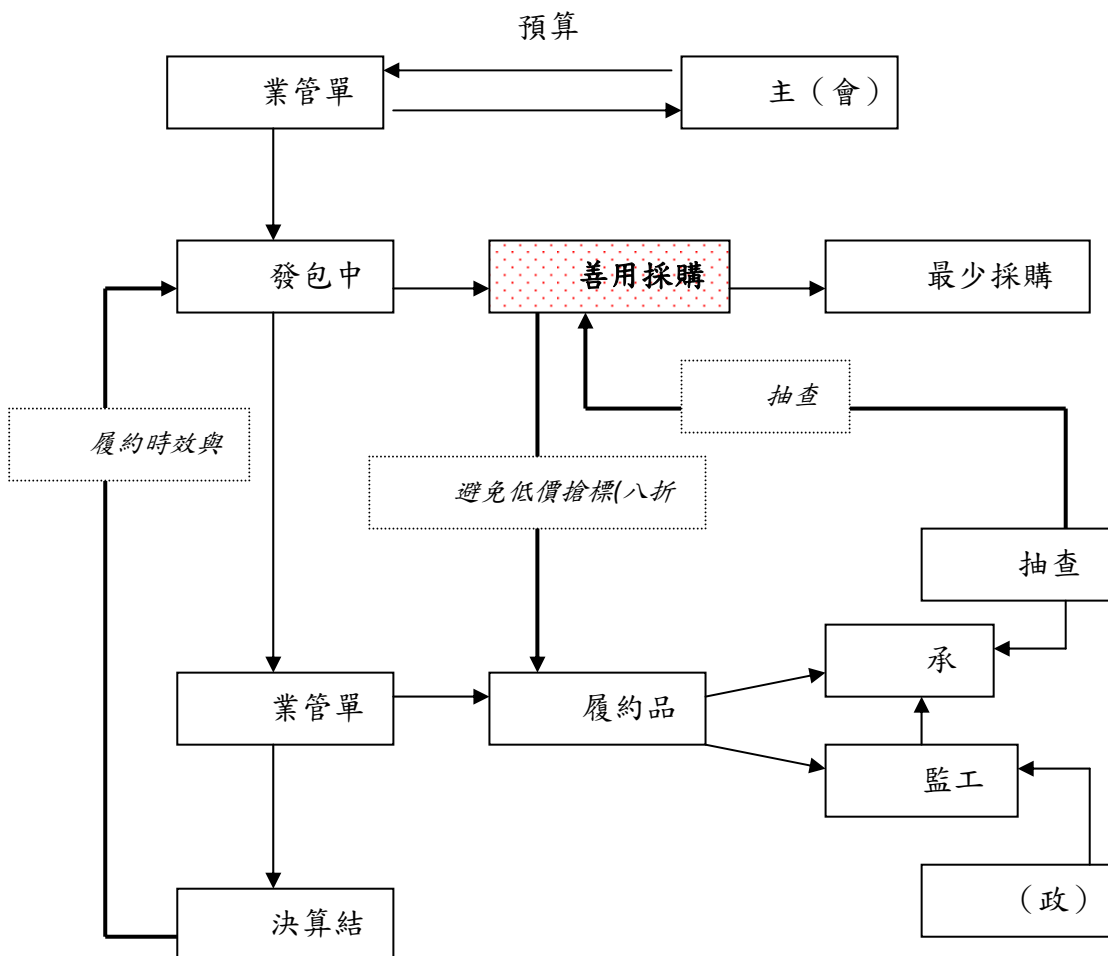 預算
業管單
主（會）
發包中
善用採購
最少採購
抽查
履約時效與
避免低價搶標(八折
抽查
承
業管單
履約品
監工
（政）
決算結